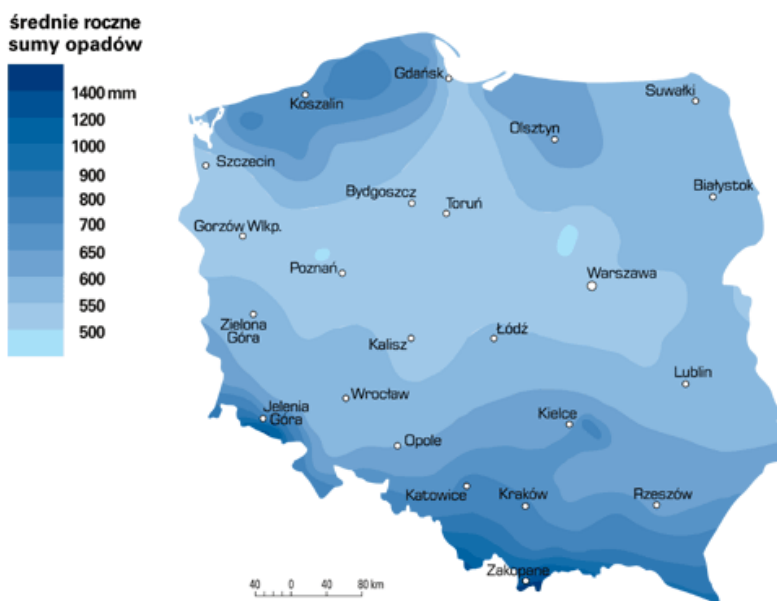 średnie roczne
sumy opadów
1400 mm
1200
1000
900
800
700
650
600
550
500
Gdańsk
Koszalin
Suwałki
Olsztyn
Szczecin
Białystok
Bydgoszcz
Toruń
Gorzów Wlkp.
Poznań
Warszawa
Zielona
Góra
Kalisz
Łódź
Lublin
Wrocław
Jelenia
Góra
Kielce
Opole
Katowice
Kraków
Rzeszów
Zakopane
40 0 40 80 km